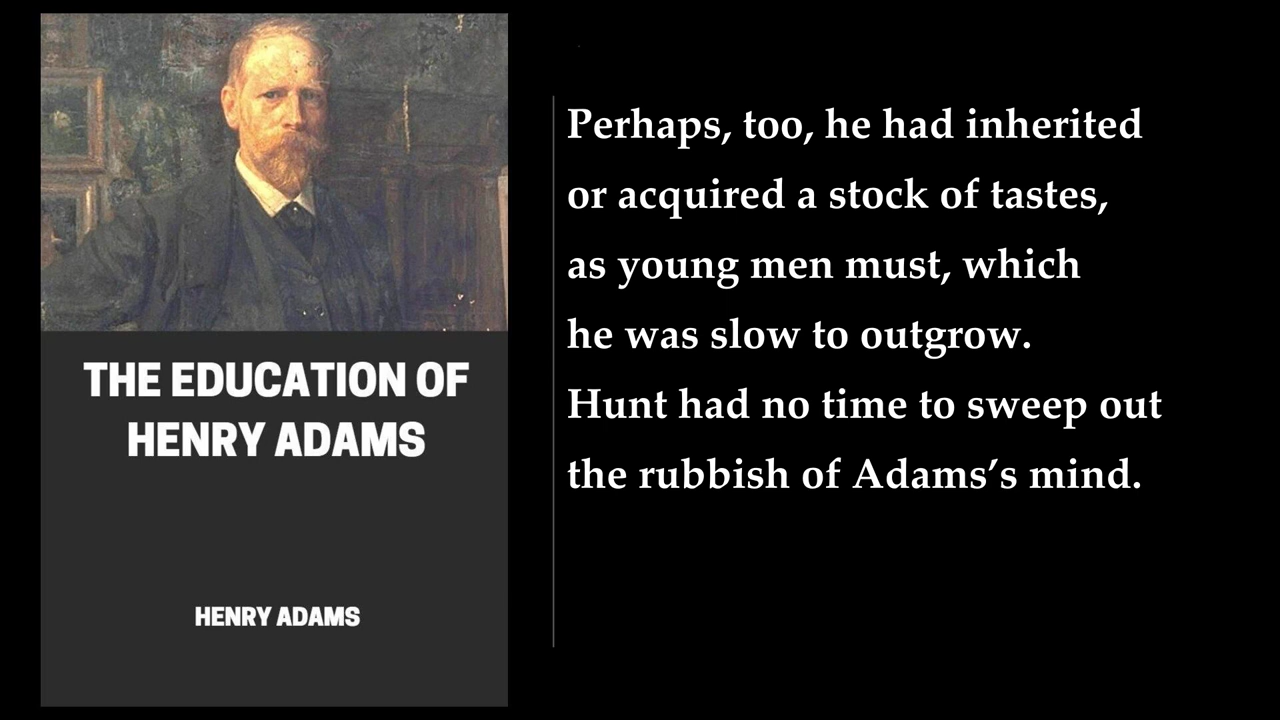 THE EDUCATION OF
HENRY ADAMS
HENRY ADAMS
Perhaps, too, he had inherited
or acquired a stock of tastes,
as young men must, which
he was slow to outgrow.
Hunt had no time to sweep out
the rubbish of Adams’s mind.